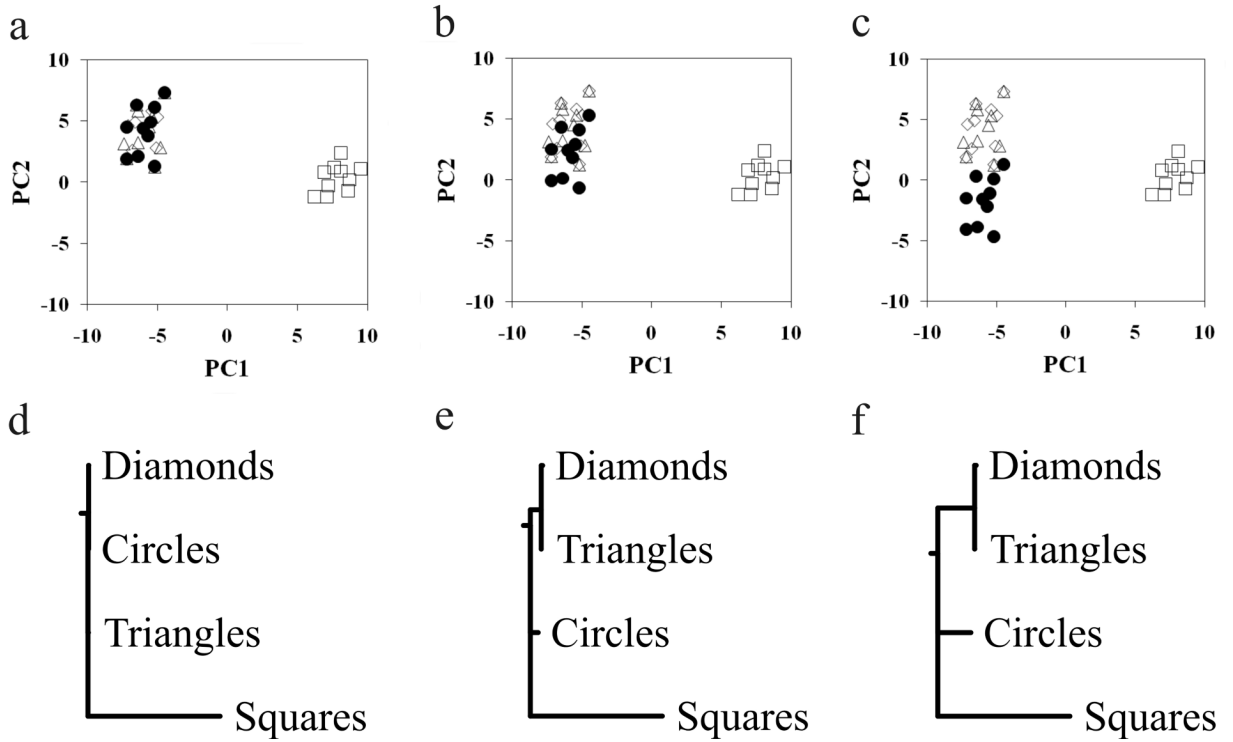 a
b
c
10
5
0
-5
-10
PC2
-10
-5
0
5
10
PC1
10
5
0
-5
-10
PC2
-10
-5
0
5
10
PC1
10
5
0
-5
-10
PC2
-10
-5
0
5
10
PC1
d
Diamonds
Circles
Triangles
Squares
e
Diamonds
Triangles
Circles
Squares
f
Diamonds
Triangles
Circles
Squares